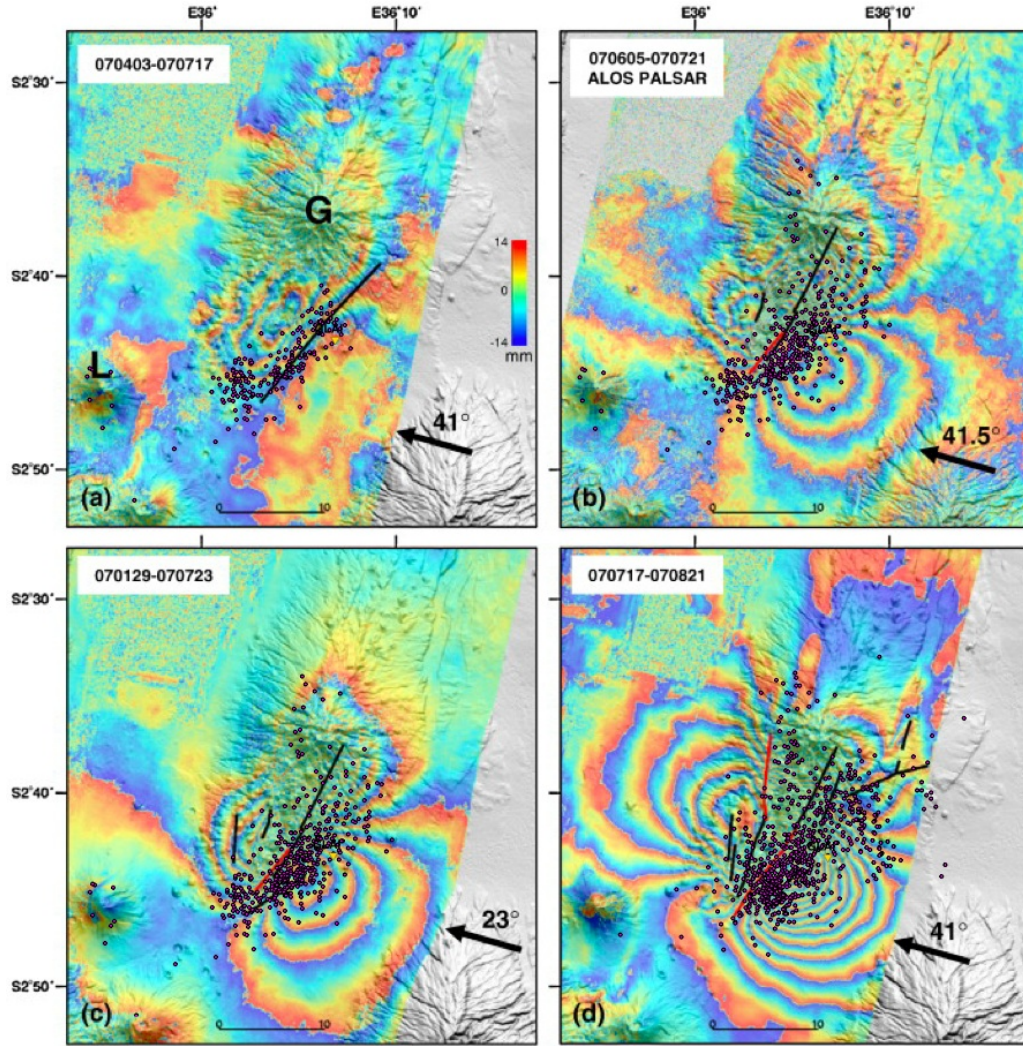 E36°
E36°10'
E36°
E36°10'
S2°30'
070403-070717
070605-070721
ALOS PALSAR
G
S2°40'
14
0
-14
mm
L
41°
41.5°
S2°50'
(a)
0
10
(b)
0
10
070129-070723
070717-070821
S2°30'
S2°40'
23°
41°
S2°50'
(c)
0
10
(d)
0
10